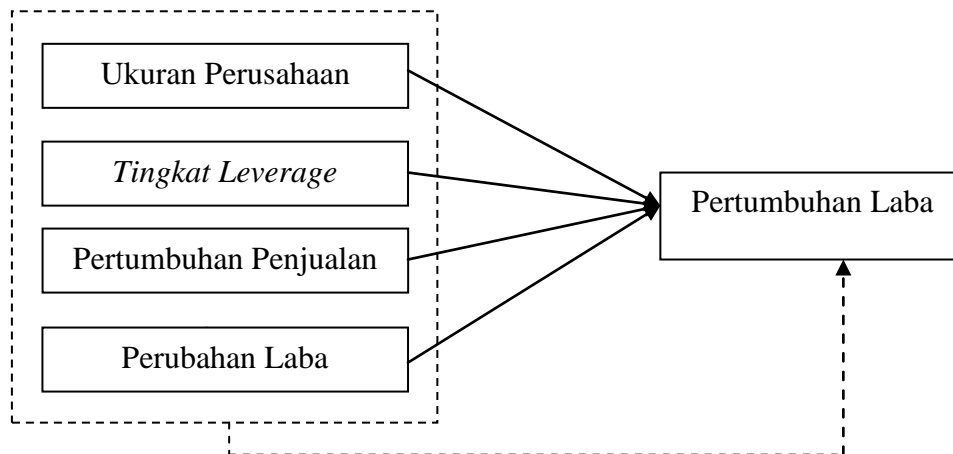 Ukuran Perusahaan
Tingkat Leverage
Pertumbuhan Penjualan
Perubahan Laba
Pertumbuhan Laba